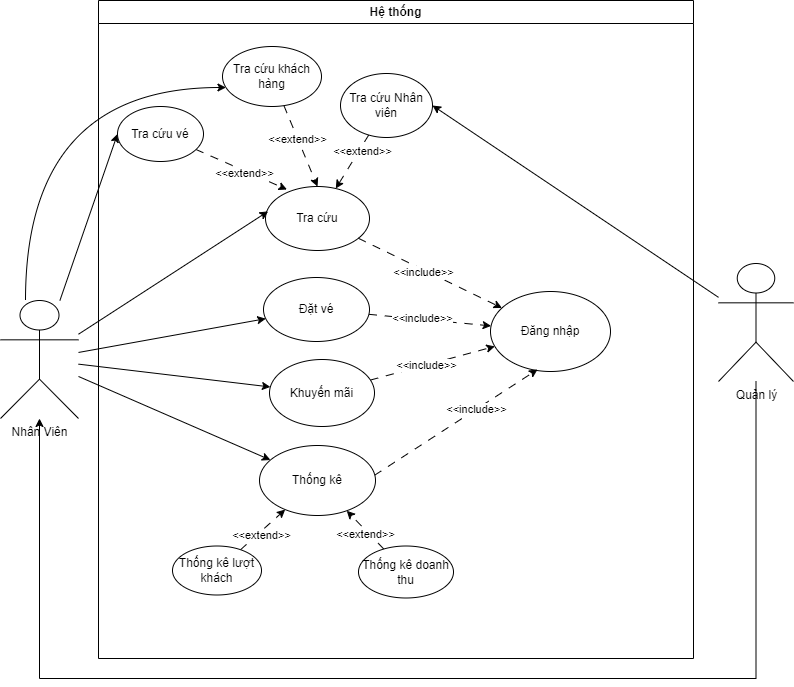 Hệ thống
Tra cứu khách
hàng
Tra cứu Nhân
viên
Tra cứu vé
<<extend>>
<<extend>>
<<extend>>
Tra cứu
<<include>>
Đặt vé
<<include>>
Đăng nhập
<<include>>
Khuyến mãi
<<include>>
Nhân Viên
Quản lý
Thống kê
<<extend>>
<<extend>>
Thống kê lượt
khách
Thống kê doanh
thu